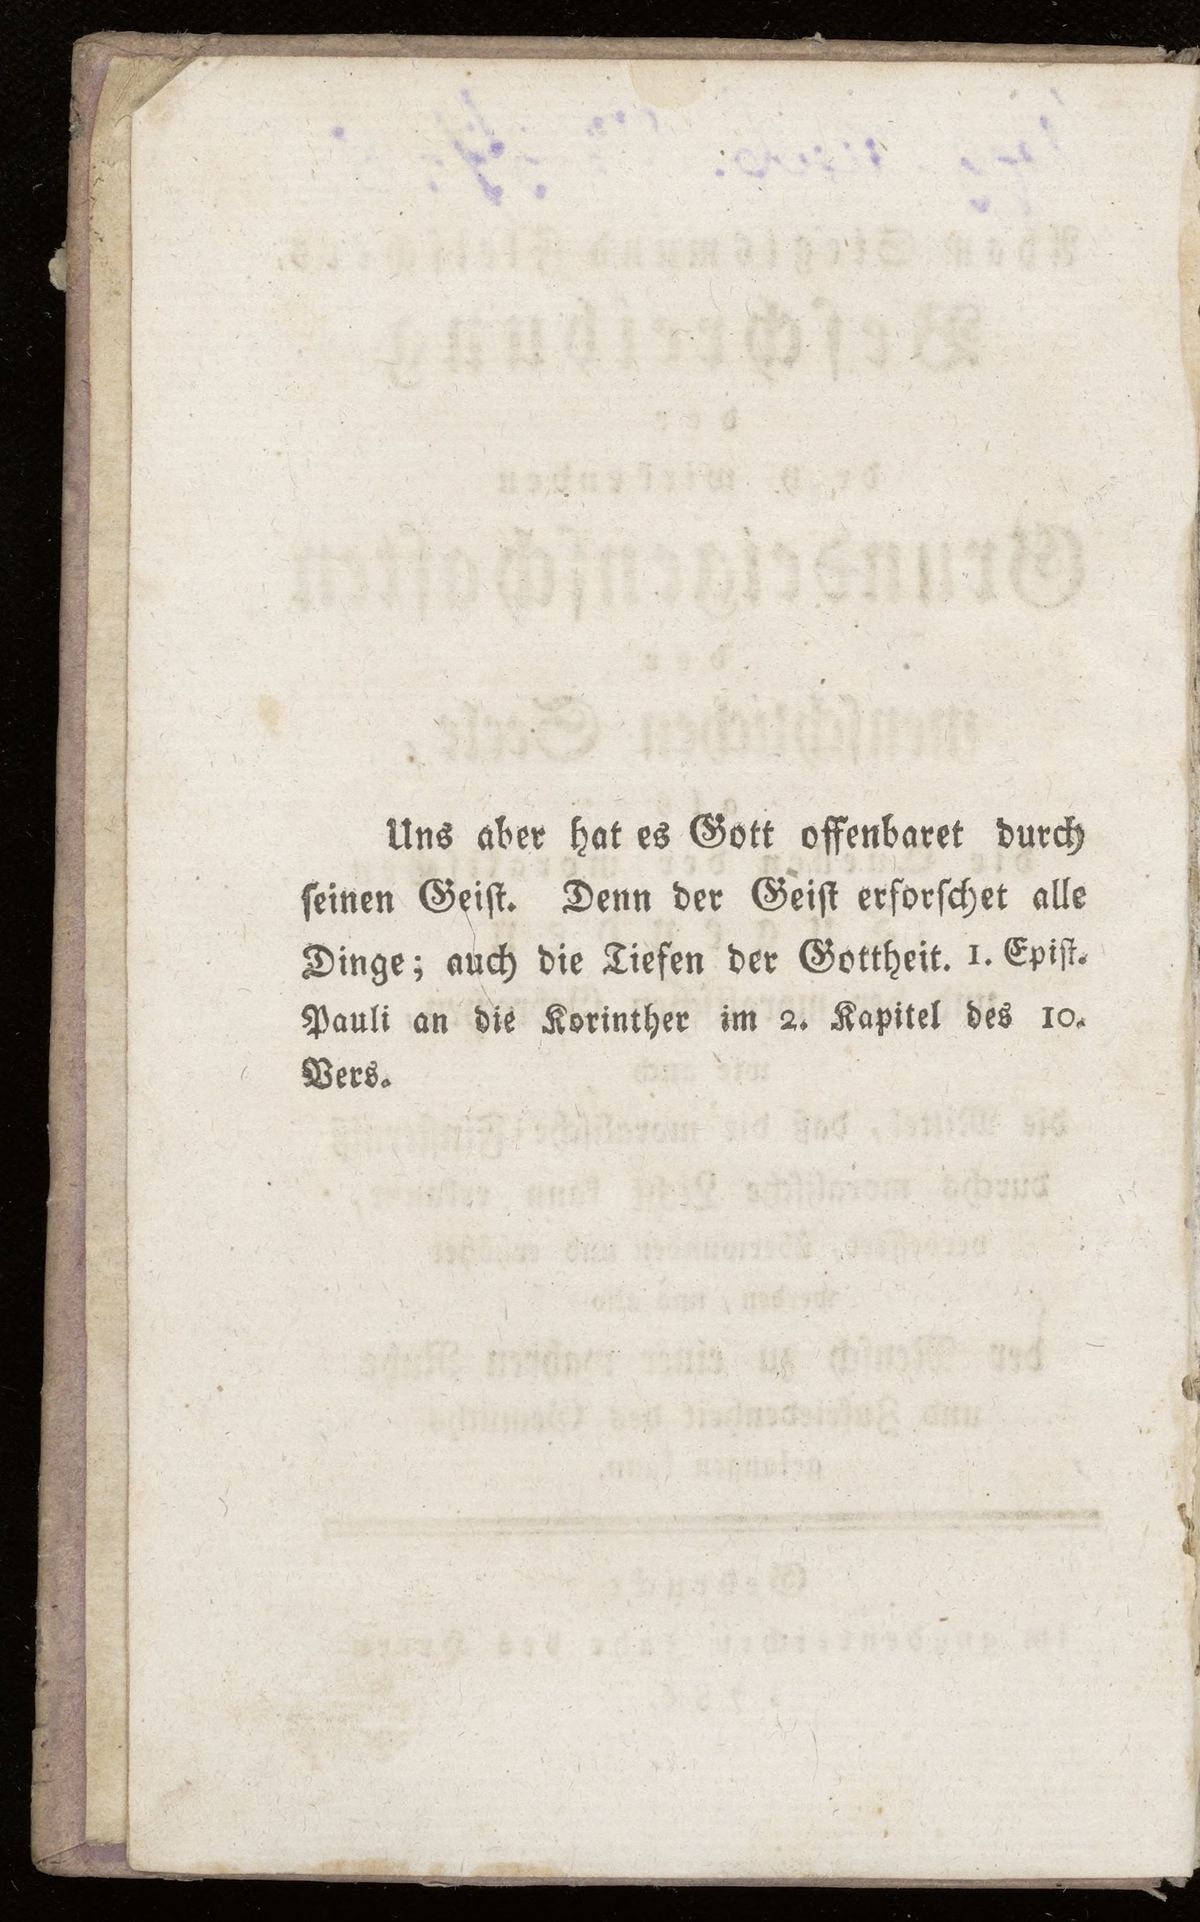 Uns aber hat es Gott offenbaret durch
ſeinen Geiſt. Denn der Geiſt erforſchet alle
Dinge; auch die Tiefen der Gottheit. 1. Epiſt.
Pauli an die Korinther im 2. Kapitel des 10.
Vers.